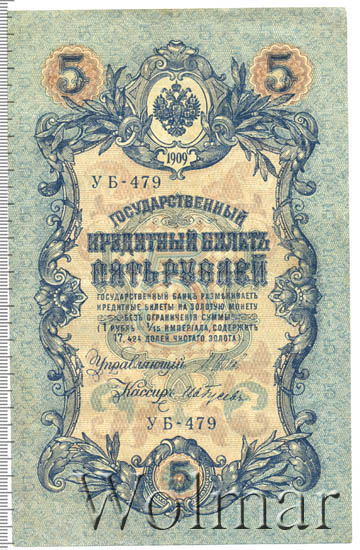 5 5
1909
УБ-479
ГОСУДАРСТВЕННЫЙ
КРЕДИТНЫЙ БИЛЕТЪ
ПЯТЬ РУБЛЕЙ
ГОСУДАРСТВЕННЫЙ БАНКЪ РАЗМѢНИВАЕТЪ
КРЕДИТНЫЕ БИЛЕТЫ НА ЗОЛОТУЮ МОНЕТУ
БЕЗЪ ОГРАНИЧЕНІЯ СУММЫ
(1 РУБЛЬ = 1/15 ИМПЕРІАЛА, СОДЕРЖИТЪ
17,424 ДОЛЕЙ ЧИСТАГО ЗОЛОТА).
Управляющій
Кассиръ
УБ-479
5
Wolmar